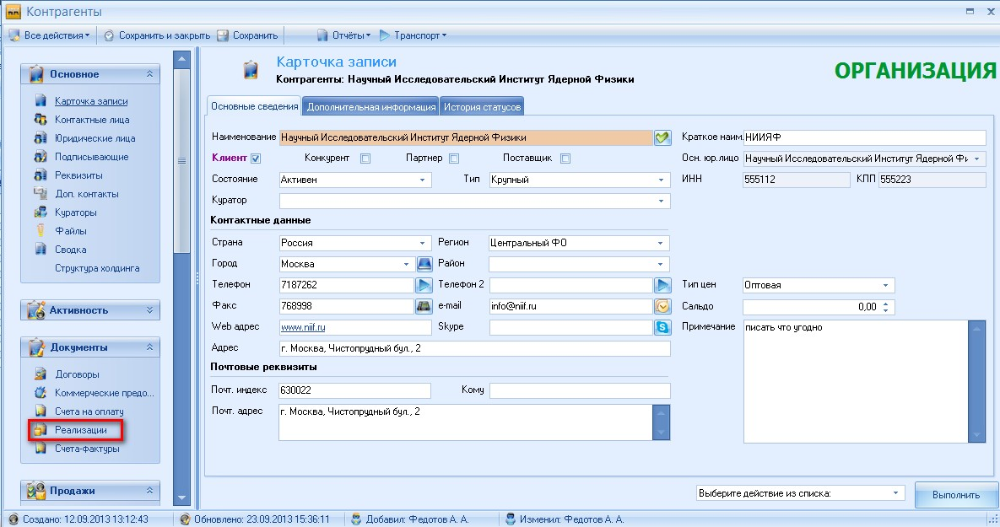 Контрагенты
Все действия Сохранить и закрыть Сохранить Отчёты Транспорт
Основное
Карточка записи
Контактные лица
Юридические лица
Подписывающие
Реквизиты
Доп. контакты
Кураторы
Файлы
Сводка
Структура холдинга
Активность
Документы
Договоры
Коммерческие предо...
Счета на оплату
Реализации
Счета-фактуры
Продажи
Карточка записи
Контрагенты: Научный Исследовательский Институт Ядерной Физики
ОРГАНИЗАЦИЯ
Основные сведения Дополнительная информация История статусов
Наименование Научный Исследовательский Институт Ядерной Физики Краткое наим. НИИЯФ
Клиент Конкурент Партнер Поставщик Осн. юр.лицо Научный Исследовательский Институт Ядерной Фи
Состояние Активен Тип Крупный ИНН 555112 КПП 555223
Куратор
Контактные данные
Страна Россия Регион Центральный ФО
Город Москва Район
Телефон 7187262 Телефон 2 Тип цен Оптовая
Факс 768998 e-mail info@niif.ru Сальдо 0,00
Web адрес www.niif.ru Skype Примечание писать что угодно
Адрес г. Москва, Чистопрудный бул., 2
Почтовые реквизиты
Почт. индекс 630022 Кому
Почт. адрес г. Москва, Чистопрудный бул., 2
Выберите действие из списка: Выполнить
Создано: 12.09.2013 13:12:43 Обновлено: 23.09.2013 15:36:11 Добавил: Федотов А. А. Изменил: Федотов А. А.